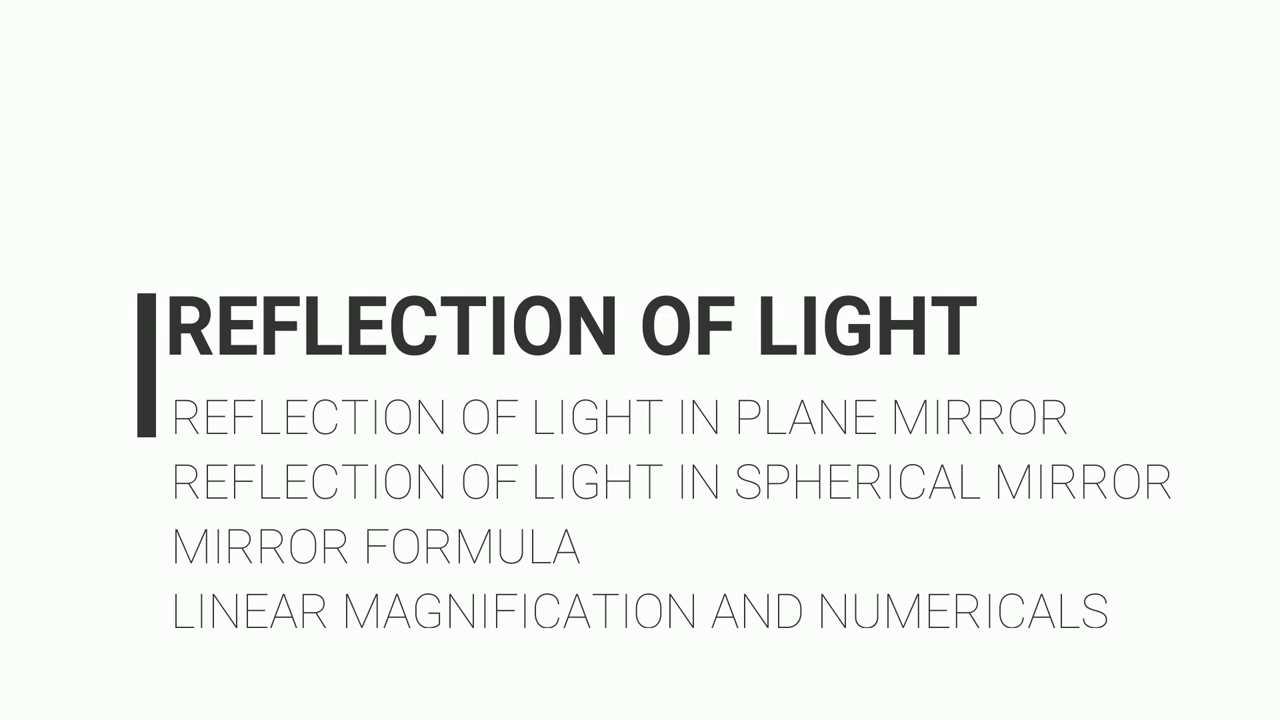 REFLECTION OF LIGHT
REFLECTION OF LIGHT IN PLANE MIRROR
REFLECTION OF LIGHT IN SPHERICAL MIRROR
MIRROR FORMULA
LINEAR MAGNIFICATION AND NUMERICALS